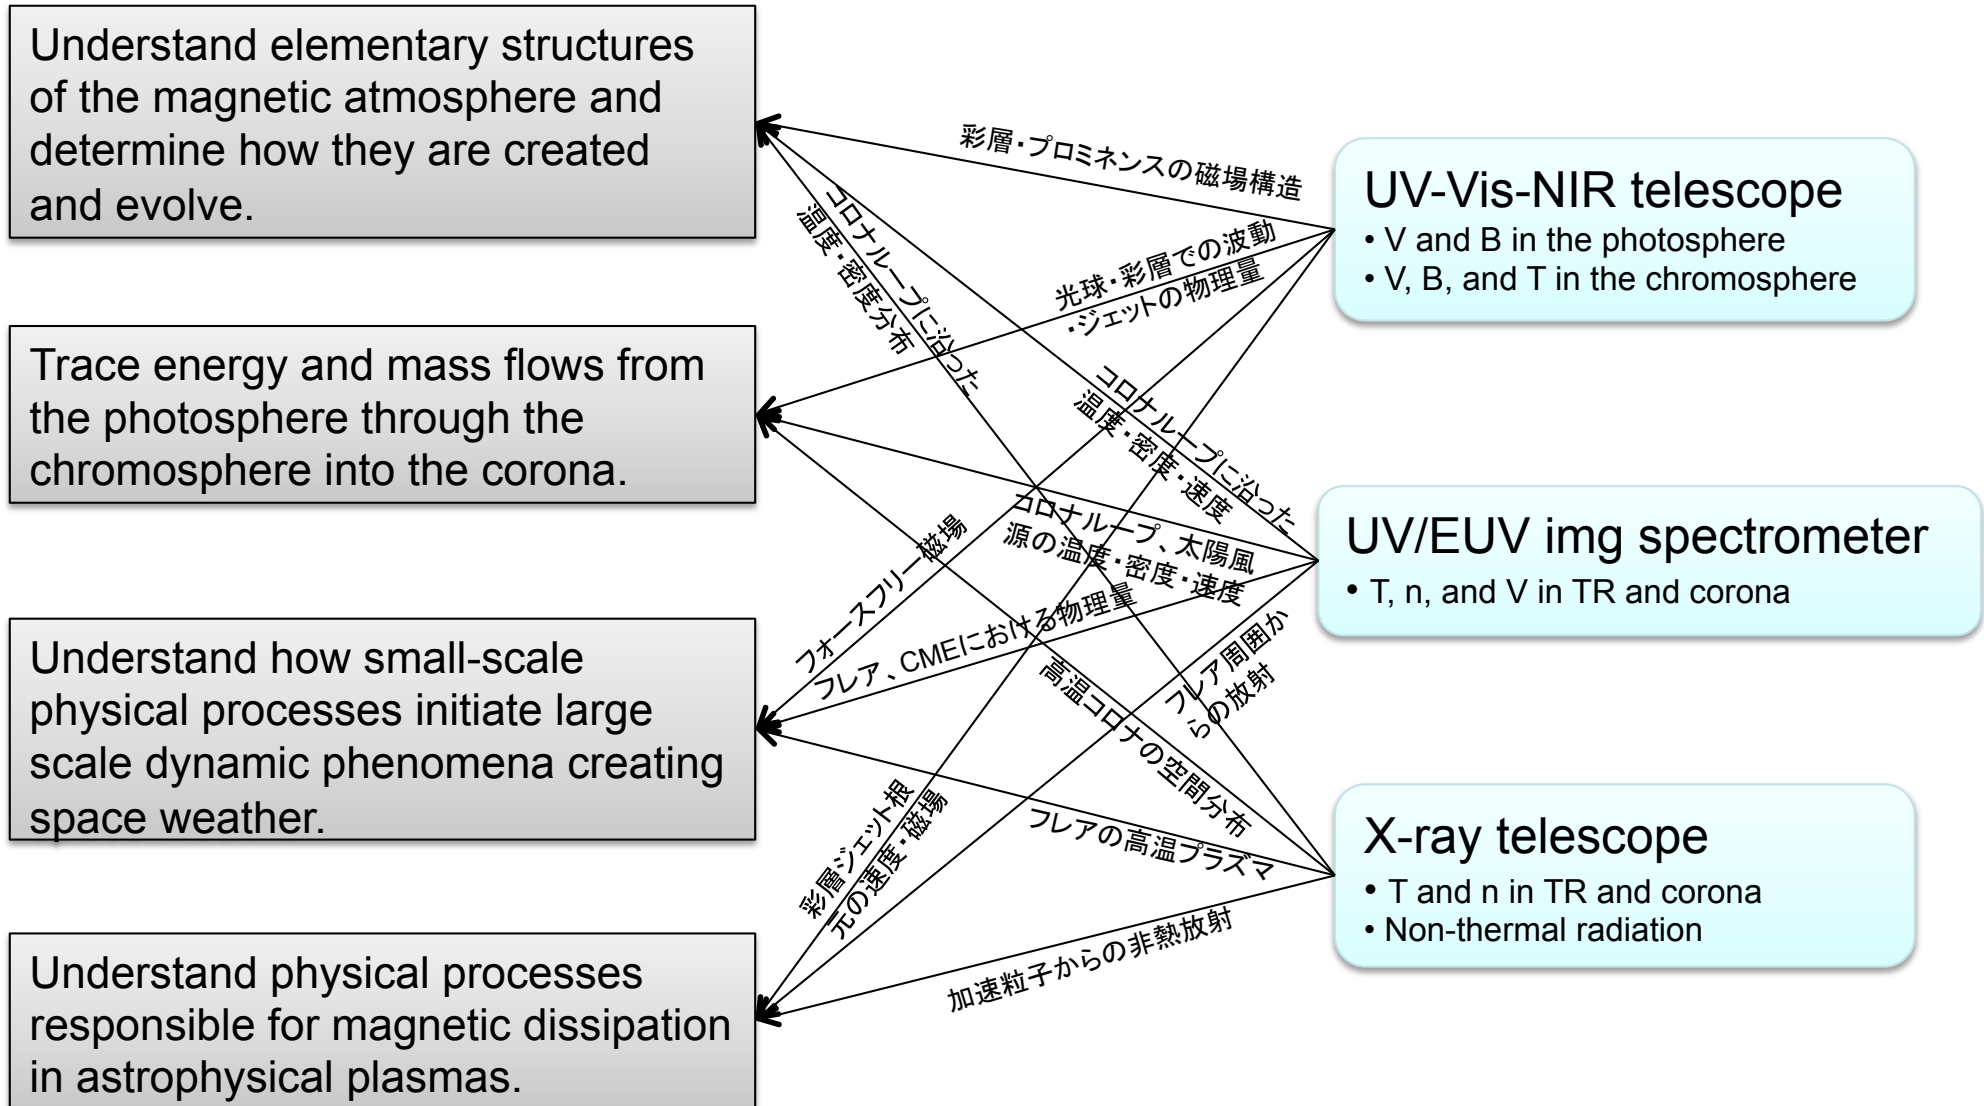 Understand elementary structures
of the magnetic atmosphere and
determine how they are created
and evolve.
Trace energy and mass flows from
the photosphere through the
chromosphere into the corona.
Understand how small-scale
physical processes initiate large
scale dynamic phenomena creating
space weather.
Understand physical processes
responsible for magnetic dissipation
in astrophysical plasmas.
彩層・プロミネンスの磁場構造
コロナループに沿った
温度・密度分布
光球・彩層での波動
・ジェットの物理量
コロナループに沿った
温度・密度・速度
コロナループ、太陽風
源の温度・密度・速度
フォースフリー磁場
フレア、CMEにおける物理量
フレア周囲か
らの放射
高温コロナの空間分布
フレアの高温プラズマ
彩層ジェット根
元の速度・磁場
加速粒子からの非熱放射
UV-Vis-NIR telescope
• V and B in the photosphere
• V, B, and T in the chromosphere
UV/EUV img spectrometer
• T, n, and V in TR and corona
X-ray telescope
• T and n in TR and corona
• Non-thermal radiation